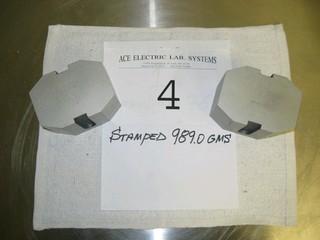 ACE ELECTRIC LAB. SYSTEMS
4
STAMPED 989.0 GMS